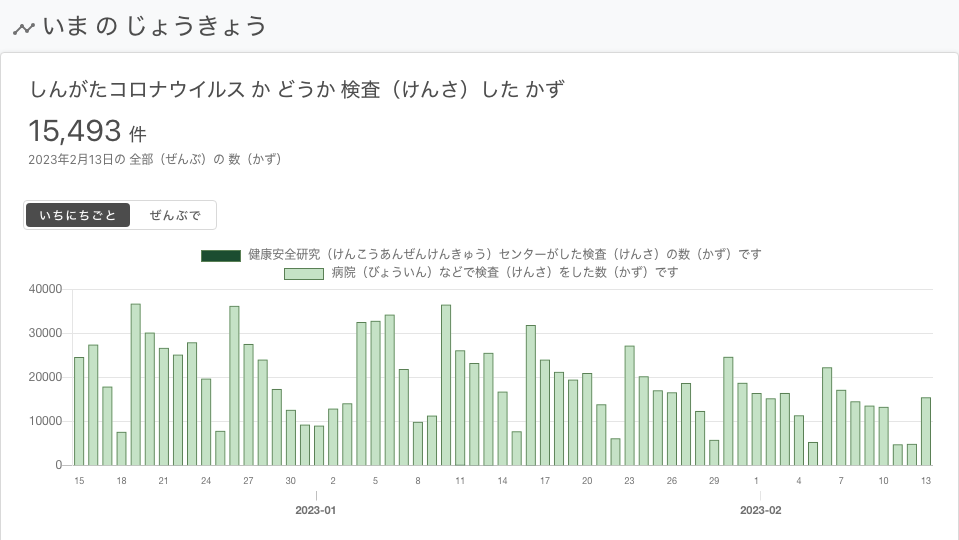 いま の じょうきょう
しんがたコロナウイルス か どうか 検査（けんさ）した かず
15,493 件
2023年2月13日の 全部（ぜんぶ）の 数（かず）
いちにちごと ぜんぶで
健康安全研究（けんこうあんぜんけんきゅう）センターがした検査（けんさ）の数（かず）です
病院（びょういん）などで検査（けんさ）をした数（かず）です
40000
30000
20000
10000
0
15 18 21 24 27 30 2 5 8 11 14 17 20 23 26 29 1 4 7 10 13
2023-01 2023-02